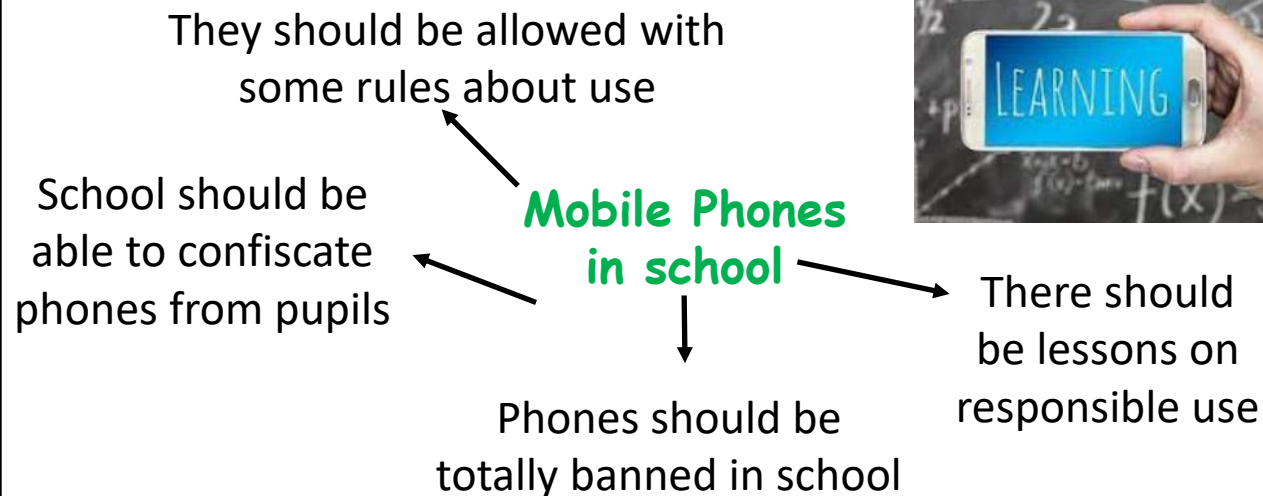 They should be allowed with
some rules about use
LEARNING
School should be
able to confiscate
phones from pupils
Mobile Phones
in school
There should
be lessons on
responsible use
Phones should be
totally banned in school